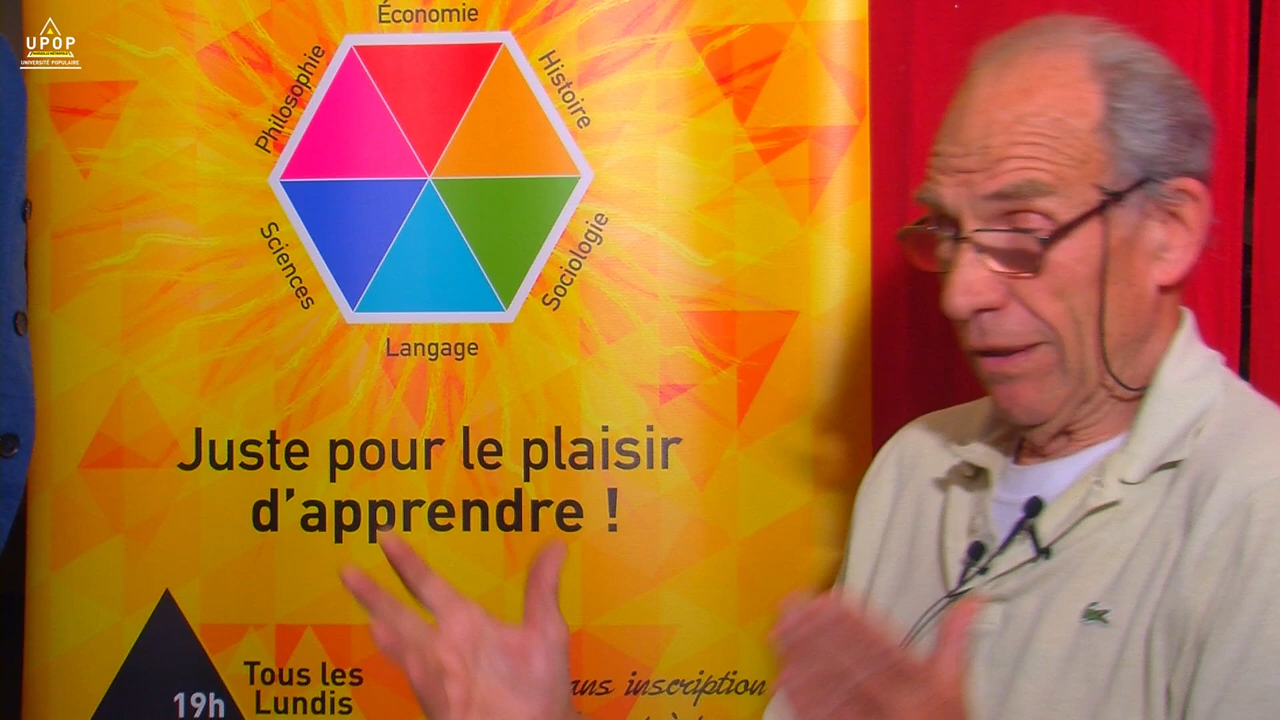 UPOP
UNIVERSITÉ POPULAIRE
Économie
Philosophie
Histoire
Sciences
Sociologie
Langage
Juste pour le plaisir
d'apprendre !
Tous les
Lundis
19h
inscription